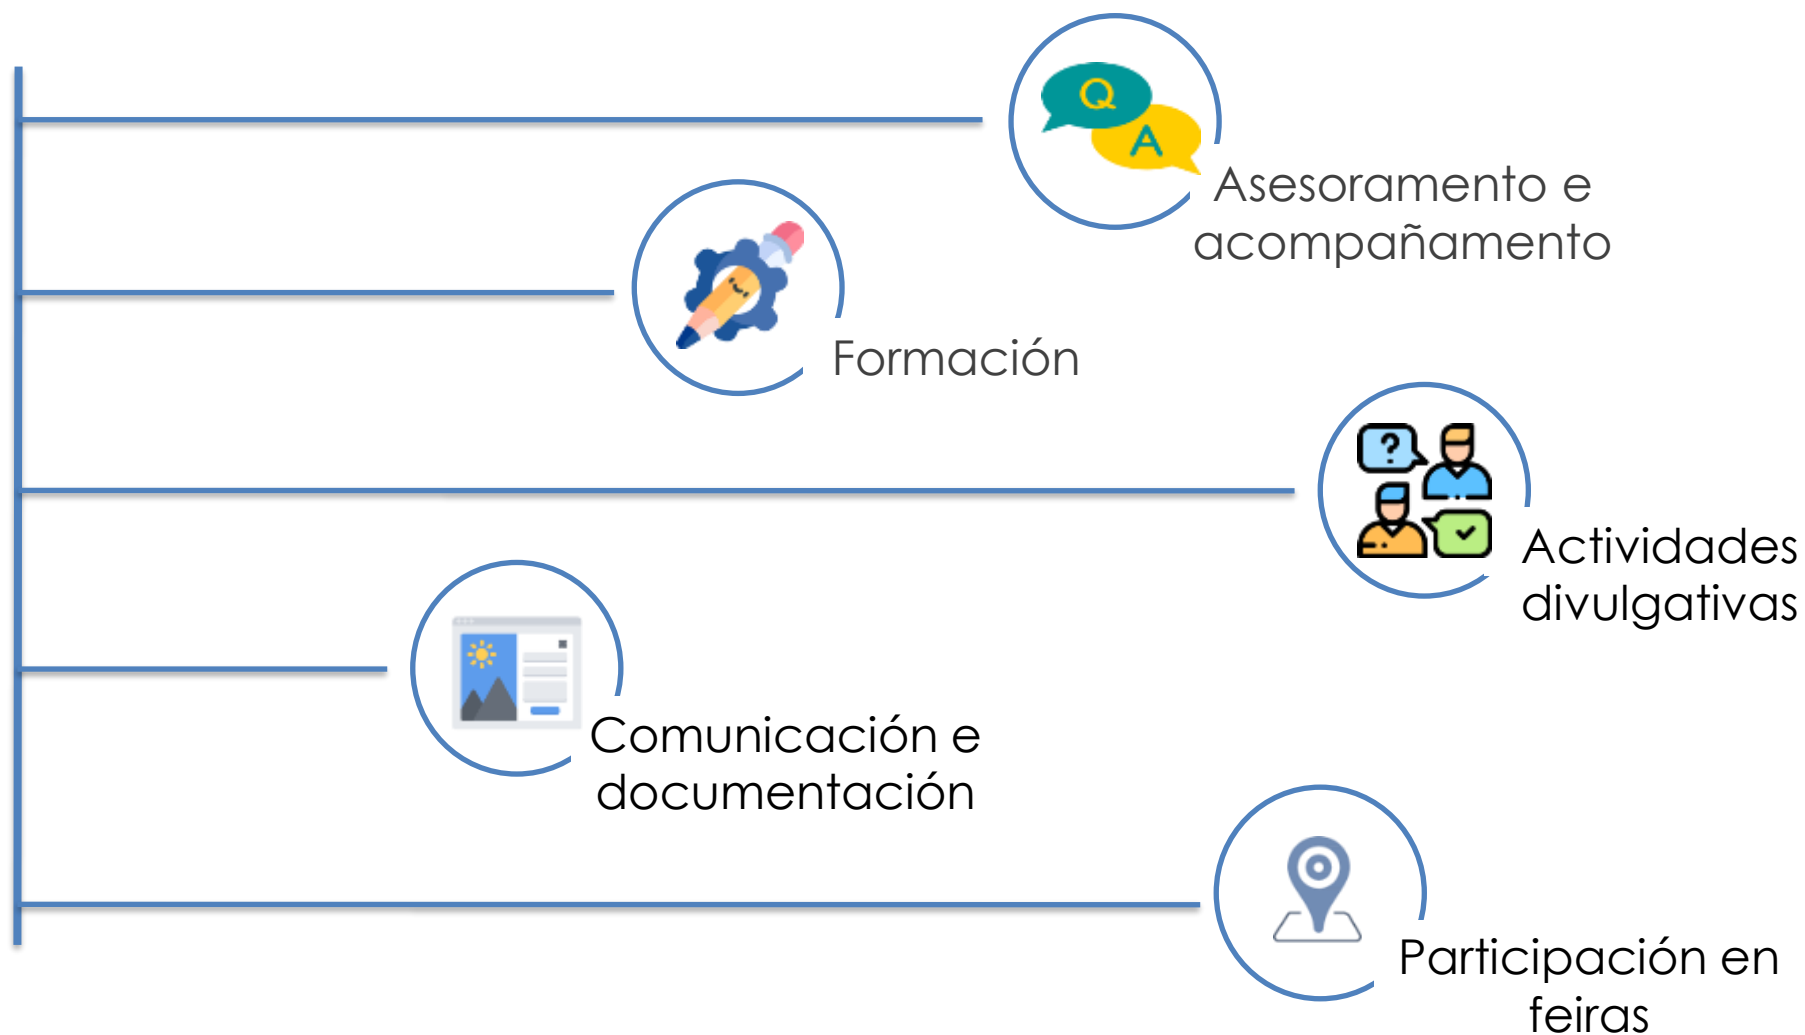 Q
A
Asesoramento e
acompañamento
Formación
?
Actividades
divulgativas
Comunicación e
documentación
Participación en
feiras